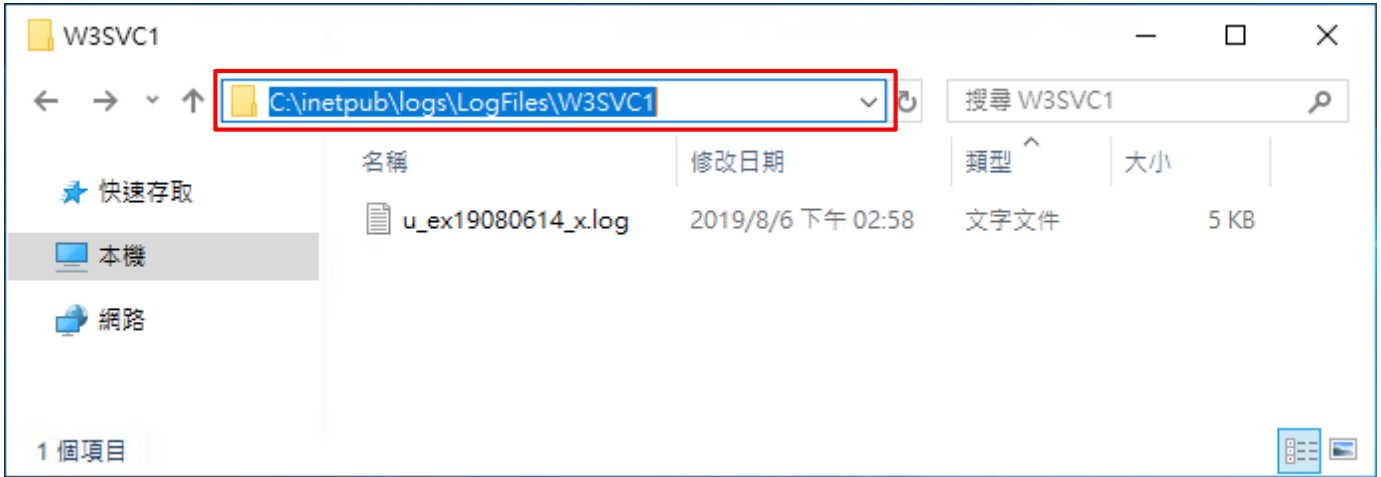 W3SVC1
C:\inetpub\logs\LogFiles\W3SVC1
搜尋 W3SVC1
名稱 修改日期 類型 大小
快速存取
u_ex19080614_x.log 2019/8/6 下午 02:58 文字文件 5 KB
本機
網路
1 個項目